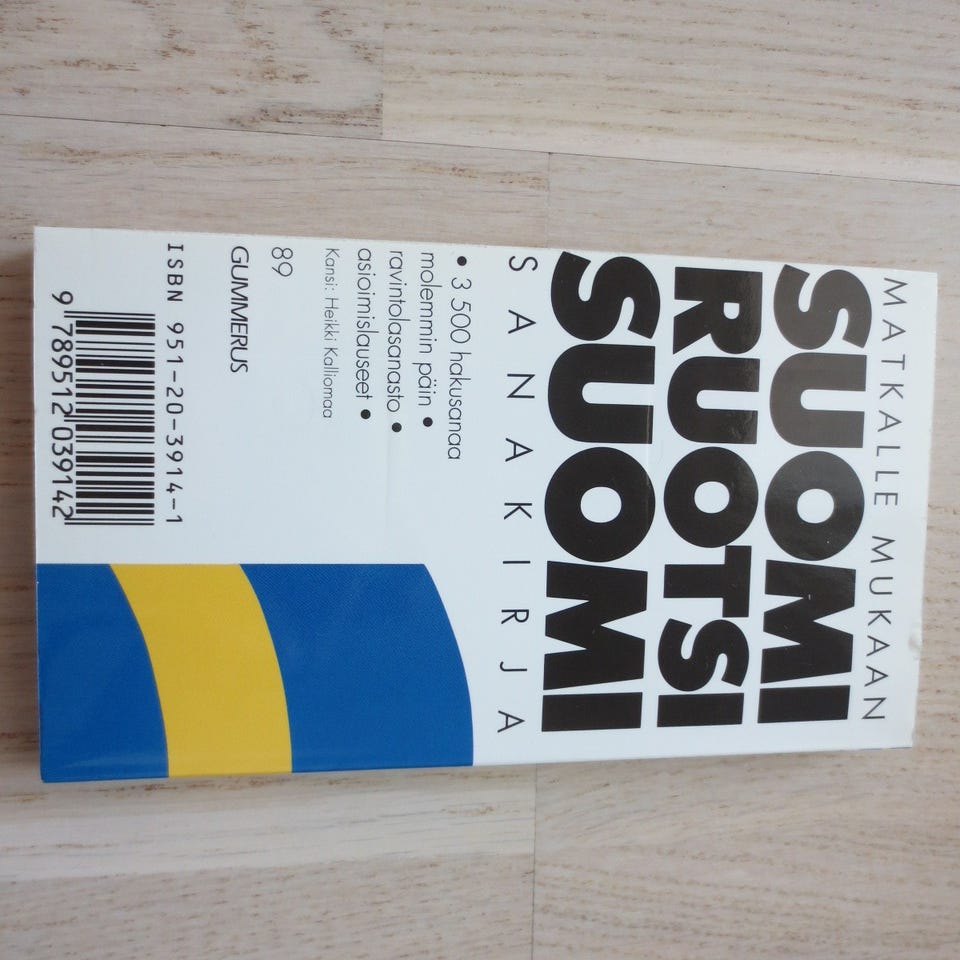 MATKALLE MUKAAN
SUOMI
RUOTSI
SUOMI
SANAKIRJA
• 3 500 hakusanaa
molemmin päin •
ravintolasanasto •
asioimislauseet •
Kansi: Heikki Kalliomaa
89
GUMMERUS
ISBN 951-20-3914-1
9 789512 039142